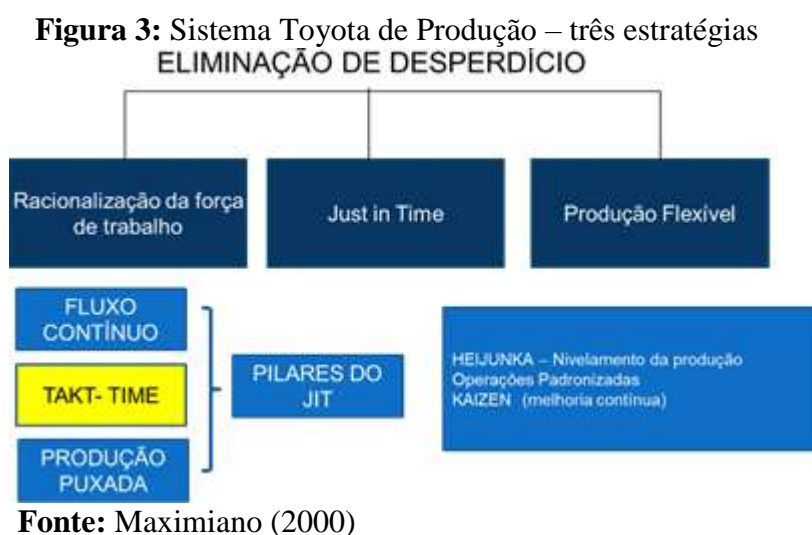 Figura 3: Sistema Toyota de Produção – três estratégias
ELIMINAÇÃO DE DESPERDÍCIO
Racionalização da força
de trabalho
Just in Time
Produção Flexível
FLUXO
CONTÍNUO
TAKT- TIME
PRODUÇÃO
PUXADA
PILARES DO
JIT
HEIJUNKA – Nivelamento da produção
Operações Padronizadas
KAIZEN (melhoria contínua)
Fonte: Maximiano (2000)